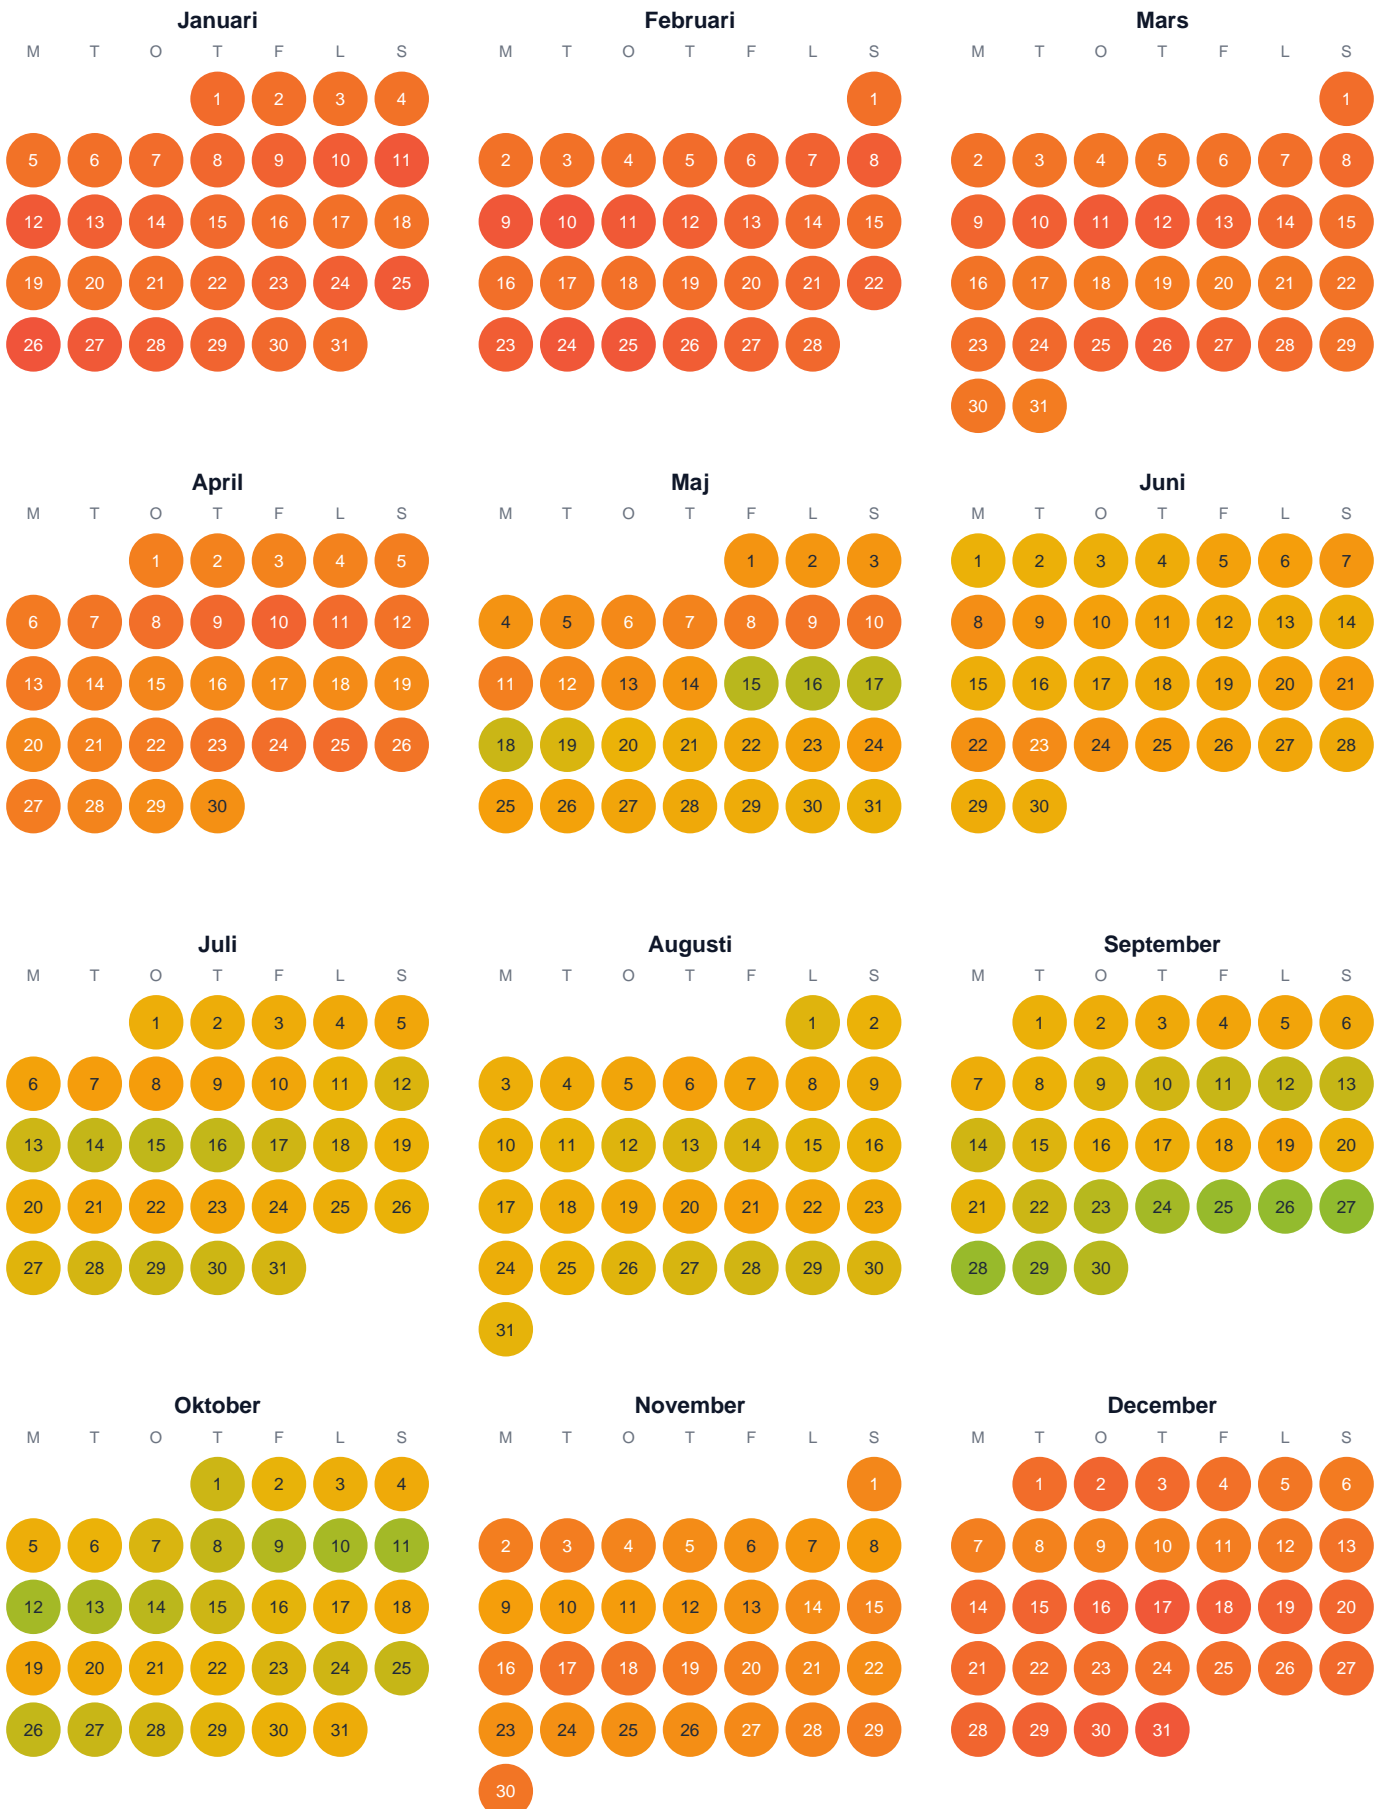 Januari Februari Mars
M T O T F L S M T O T F L S M T O T F L S
1 2 3 4 1 1
5 6 7 8 9 10 11 2 3 4 5 6 7 8 2 3 4 5 6 7 8
12 13 14 15 16 17 18 9 10 11 12 13 14 15 9 10 11 12 13 14 15
19 20 21 22 23 24 25 16 17 18 19 20 21 22 16 17 18 19 20 21 22
26 27 28 29 30 31 23 24 25 26 27 28 23 24 25 26 27 28 29
30 31
April Maj Juni
M T O T F L S M T O T F L S M T O T F L S
1 2 3 4 5 1 2 3 1 2 3 4 5 6 7
6 7 8 9 10 11 12 4 5 6 7 8 9 10 8 9 10 11 12 13 14
13 14 15 16 17 18 19 11 12 13 14 15 16 17 15 16 17 18 19 20 21
20 21 22 23 24 25 26 18 19 20 21 22 23 24 22 23 24 25 26 27 28
27 28 29 30 25 26 27 28 29 30 31 29 30
Juli Augusti September
M T O T F L S M T O T F L S M T O T F L S
1 2 3 4 5 1 2 1 2 3 4 5 6
6 7 8 9 10 11 12 3 4 5 6 7 8 9 7 8 9 10 11 12 13
13 14 15 16 17 18 19 10 11 12 13 14 15 16 14 15 16 17 18 19 20
20 21 22 23 24 25 26 17 18 19 20 21 22 23 21 22 23 24 25 26 27
27 28 29 30 31 24 25 26 27 28 29 30 28 29 30
31
Oktober November December
M T O T F L S M T O T F L S M T O T F L S
1 2 3 4 1 1 2 3 4 5 6
5 6 7 8 9 10 11 2 3 4 5 6 7 8 7 8 9 10 11 12 13
12 13 14 15 16 17 18 9 10 11 12 13 14 15 14 15 16 17 18 19 20
19 20 21 22 23 24 25 16 17 18 19 20 21 22 21 22 23 24 25 26 27
26 27 28 29 30 31 23 24 25 26 27 28 29 28 29 30 31
30